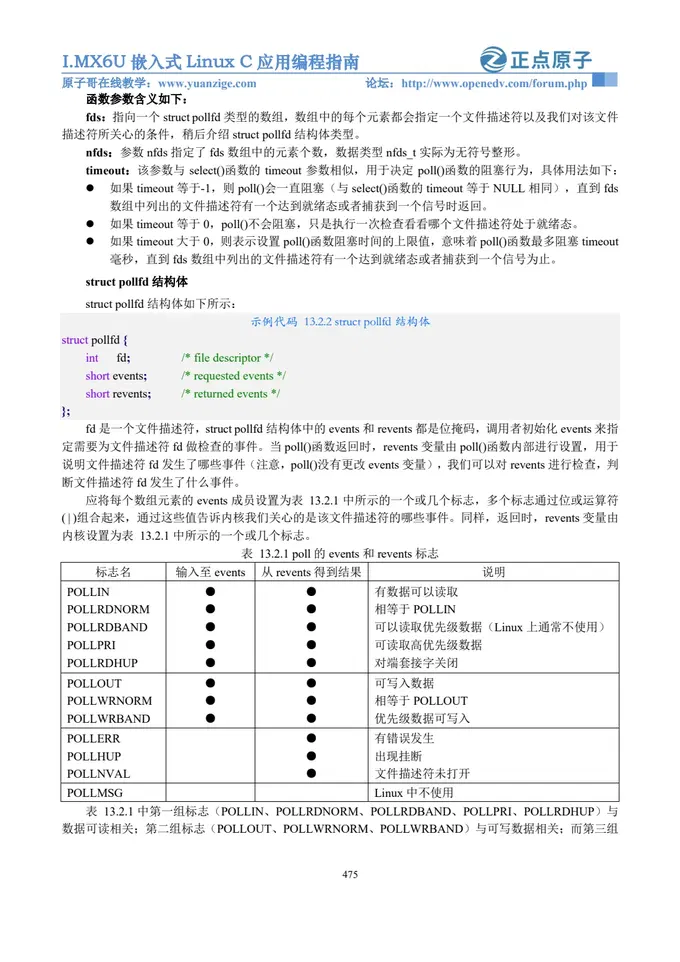 I.MX6U 嵌入式 Linux C 应用编程指南
正点原子
原子哥在线教学：www.yuanzige.com 论坛：http://www.openedv.com/forum.php
函数参数含义如下：
fds：指向一个 struct pollfd 类型的数组，数组中的每个元素都会指定一个文件描述符以及我们对该文件
描述符所关心的条件，稍后介绍 struct pollfd 结构体类型。
nfds：参数 nfds 指定了 fds 数组中的元素个数，数据类型 nfds_t 实际为无符号整形。
timeout：该参数与 select()函数的 timeout 参数相似，用于决定 poll()函数的阻塞行为，具体用法如下：
● 如果 timeout 等于-1，则 poll()会一直阻塞（与 select()函数的 timeout 等于 NULL 相同），直到 fds
数组中列出的文件描述符有一个达到就绪态或者捕获到一个信号时返回。
● 如果 timeout 等于 0，poll()不会阻塞，只是执行一次检查看看哪个文件描述符处于就绪态。
● 如果 timeout 大于 0，则表示设置 poll()函数阻塞时间的上限值，意味着 poll()函数最多阻塞 timeout
毫秒，直到 fds 数组中列出的文件描述符有一个达到就绪态或者捕获到一个信号为止。
struct pollfd 结构体
struct pollfd 结构体如下所示：
示例代码 13.2.2 struct pollfd 结构体
struct pollfd {
int fd; /* file descriptor */
short events; /* requested events */
short revents; /* returned events */
};
fd 是一个文件描述符，struct pollfd 结构体中的 events 和 revents 都是位掩码，调用者初始化 events 来指
定需要为文件描述符 fd 做检查的事件。当 poll()函数返回时，revents 变量由 poll()函数内部进行设置，用于
说明文件描述符 fd 发生了哪些事件（注意，poll()没有更改 events 变量），我们可以对 revents 进行检查，判
断文件描述符 fd 发生了什么事件。
应将每个数组元素的 events 成员设置为表 13.2.1 中所示的一个或几个标志，多个标志通过位或运算符
( | )组合起来，通过这些值告诉内核我们关心的是该文件描述符的哪些事件。同样，返回时，revents 变量由
内核设置为表 13.2.1 中所示的一个或几个标志。
表 13.2.1 poll 的 events 和 revents 标志
标志名 输入至 events 从 revents 得到结果 说明
POLLIN ● ● 有数据可以读取
POLLRDNORM ● ● 相等于 POLLIN
POLLRDBAND ● ● 可以读取优先级数据（Linux 上通常不使用）
POLLPRI ● ● 可读取高优先级数据
POLLRDHUP ● ● 对端套接字关闭
POLLOUT ● ● 可写入数据
POLLWRNORM ● ● 相等于 POLLOUT
POLLWRBAND ● ● 优先级数据可写入
POLLERR ● 有错误发生
POLLHUP ● 出现挂断
POLLNVAL ● 文件描述符未打开
POLLMSG Linux 中不使用
表 13.2.1 中第一组标志（POLLIN、POLLRDNORM、POLLRDBAND、POLLPRI、POLLRDHUP）与
数据可读相关；第二组标志（POLLOUT、POLLWRNORM、POLLWRBAND）与可写数据相关；而第三组
475